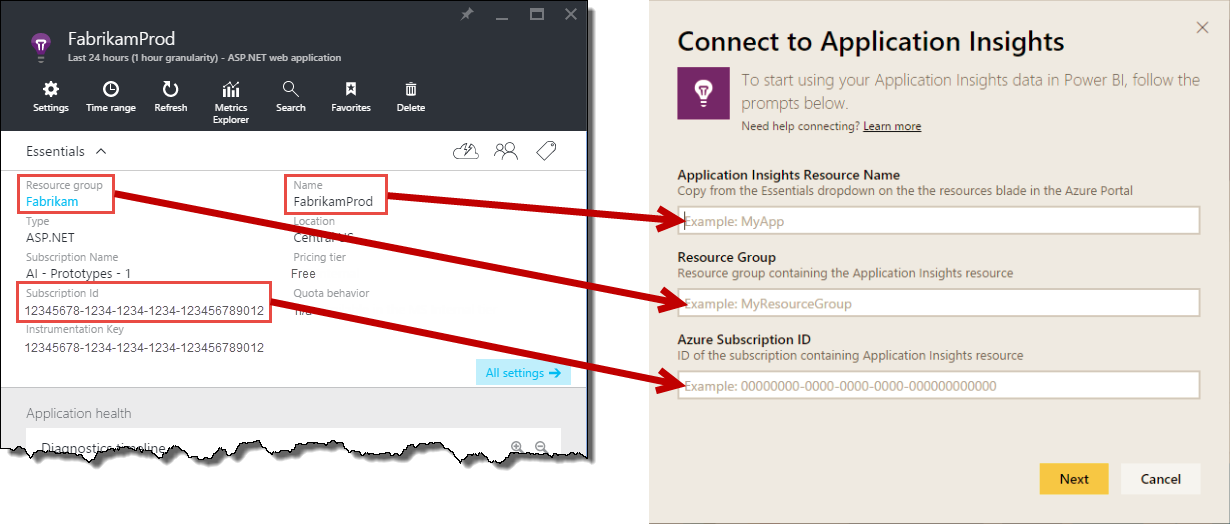 FabrikamProd
Last 24 hours (1 hour granularity) - ASP.NET web application
Settings
Time range
Refresh
Metrics
Explorer
Search
Favorites
Delete
Essentials
Resource group
Fabrikam
Name
FabrikamProd
Type
ASP.NET
Location
Central US
Subscription Name
AI - Prototypes - 1
Pricing tier
Free
Subscription Id
12345678-1234-1234-1234-123456789012
Quota behavior
Instrumentation Key
12345678-1234-1234-1234-123456789012
All settings
Application health
Diagnostics timeline
Connect to Application Insights
To start using your Application Insights data in Power BI, follow the
prompts below.
Need help connecting? Learn more
Application Insights Resource Name
Copy from the Essentials dropdown on the the resources blade in the Azure Portal
Example: MyApp
Resource Group
Resource group containing the Application Insights resource
Example: MyResourceGroup
Azure Subscription ID
ID of the subscription containing Application Insights resource
Example: 00000000-0000-0000-0000-000000000000
Next
Cancel